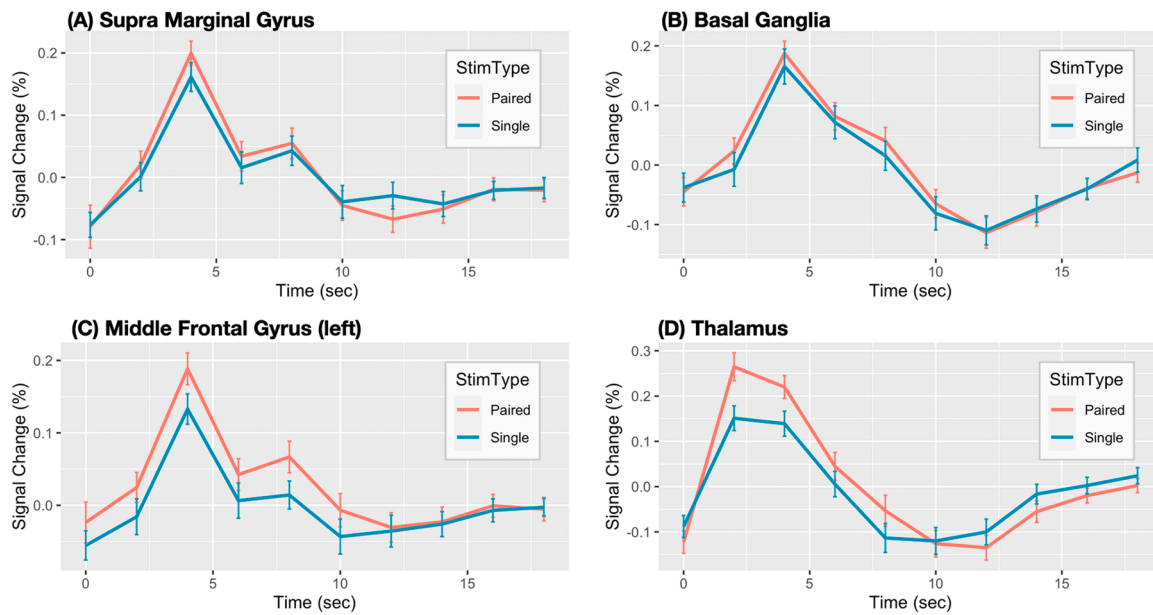 (A) Supra Marginal Gyrus
Signal Change (%)
0.2
0.1
0.0
-0.1
StimType
Paired
Single
0 5 10 15
Time (sec)
(B) Basal Ganglia
Signal Change (%)
0.2
0.1
0.0
-0.1
StimType
Paired
Single
0 5 10 15
Time (sec)
(C) Middle Frontal Gyrus (left)
Signal Change (%)
0.2
0.1
0.0
StimType
Paired
Single
0 5 10 15
Time (sec)
(D) Thalamus
Signal Change (%)
0.3
0.2
0.1
0.0
-0.1
StimType
Paired
Single
0 5 10 15
Time (sec)